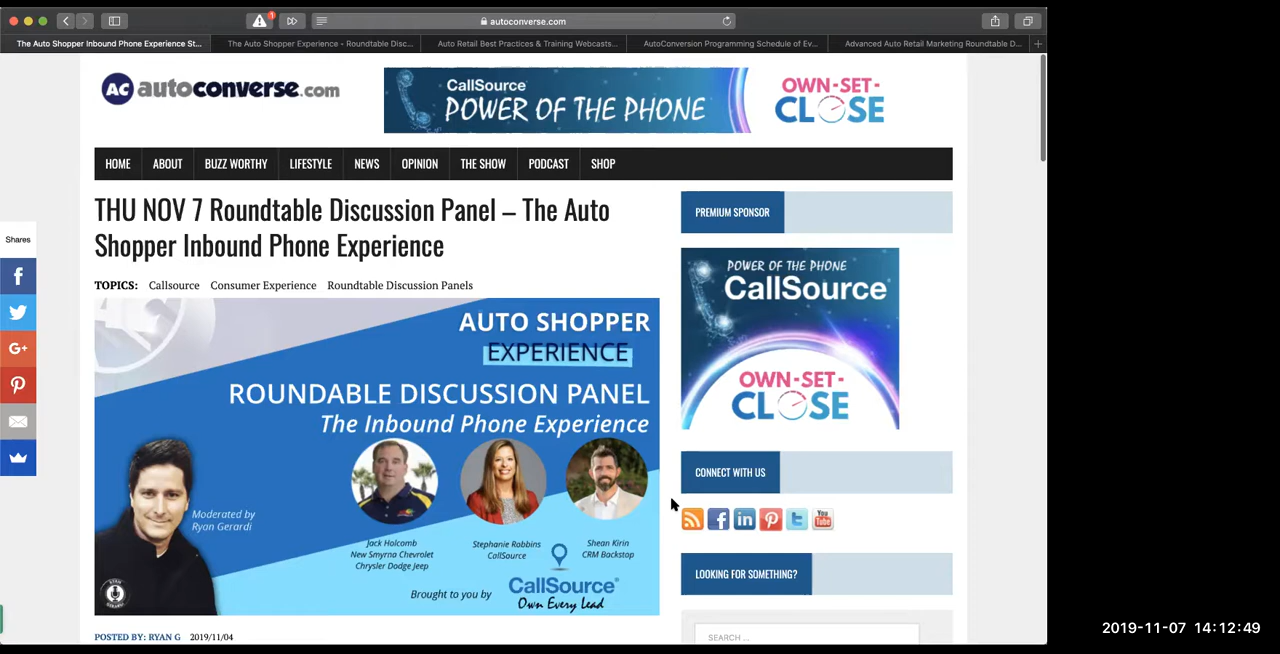 autoconverse.com
The Auto Shopper Inbound Phone Experience St...
The Auto Shopper Experience - Roundtable Disc...
Auto Retail Best Practices & Training Webcasts...
AutoConversion Programming Schedule of Ev...
Advanced Auto Retail Marketing Roundtable D...
AC autoconverse.com
CallSource
POWER OF THE PHONE
OWN-SET-
CLOSE
HOME ABOUT BUZZ WORTHY LIFESTYLE NEWS OPINION THE SHOW PODCAST SHOP
THU NOV 7 Roundtable Discussion Panel – The Auto
Shopper Inbound Phone Experience
TOPICS: Callsource Consumer Experience Roundtable Discussion Panels
AUTO SHOPPER
EXPERIENCE
ROUNDABLE DISCUSSION PANEL
The Inbound Phone Experience
Moderated by
Ryan Gerardi
Jack Holcomb
New Smyrna Chevrolet
Chrysler Dodge Jeep
Stephanie Robbins
CallSource
Shean Kirin
CRM Backstop
Brought to you by
CallSource®
Own Every Lead
RYAN
GERARDI
POSTED BY: RYAN G 2019/11/04
Shares
PREMIUM SPONSOR
POWER OF THE PHONE
CallSource
OWN-SET-
CLOSE
CONNECT WITH US
You
Tube
LOOKING FOR SOMETHING?
SEARCH ...
2019-11-07 14:12:49